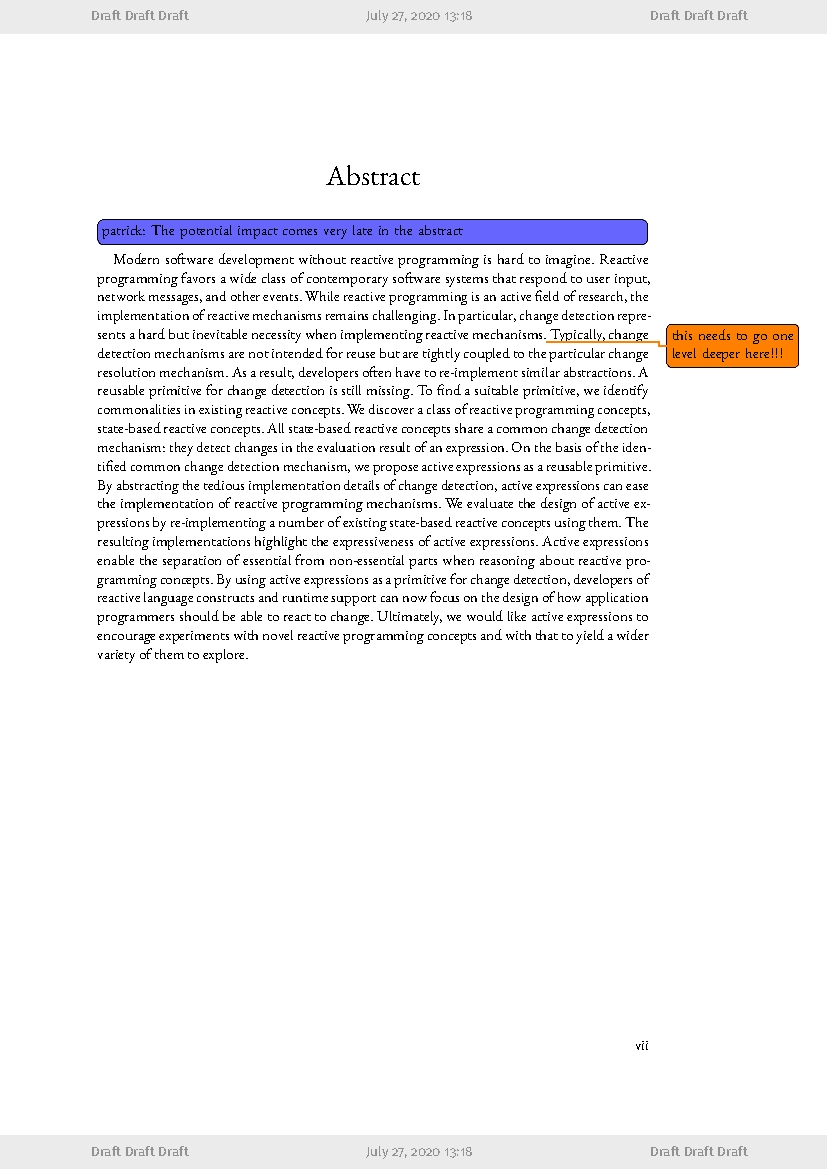 Draft Draft Draft July 27, 2020 13:18 Draft Draft Draft
Abstract
patrick: The potential impact comes very late in the abstract
Modern software development without reactive programming is hard to imagine. Reactive
programming favors a wide class of contemporary software systems that respond to user input,
network messages, and other events. While reactive programming is an active field of research, the
implementation of reactive mechanisms remains challenging. In particular, change detection repre-
sents a hard but inevitable necessity when implementing reactive mechanisms. Typically, change
this needs to go one
level deeper here!!!
detection mechanisms are not intended for reuse but are tightly coupled to the particular change
resolution mechanism. As a result, developers often have to re-implement similar abstractions. A
reusable primitive for change detection is still missing. To find a suitable primitive, we identify
commonalities in existing reactive concepts. We discover a class of reactive programming concepts,
state-based reactive concepts. All state-based reactive concepts share a common change detection
mechanism: they detect changes in the evaluation result of an expression. On the basis of the iden-
tified common change detection mechanism, we propose active expressions as a reusable primitive.
By abstracting the tedious implementation details of change detection, active expressions can ease
the implementation of reactive programming mechanisms. We evaluate the design of active ex-
pressions by re-implementing a number of existing state-based reactive concepts using them. The
resulting implementations highlight the expressiveness of active expressions. Active expressions
enable the separation of essential from non-essential parts when reasoning about reactive pro-
gramming concepts. By using active expressions as a primitive for change detection, developers of
reactive language constructs and runtime support can now focus on the design of how application
programmers should be able to react to change. Ultimately, we would like active expressions to
encourage experiments with novel reactive programming concepts and with that to yield a wider
variety of them to explore.
vii
Draft Draft Draft July 27, 2020 13:18 Draft Draft Draft